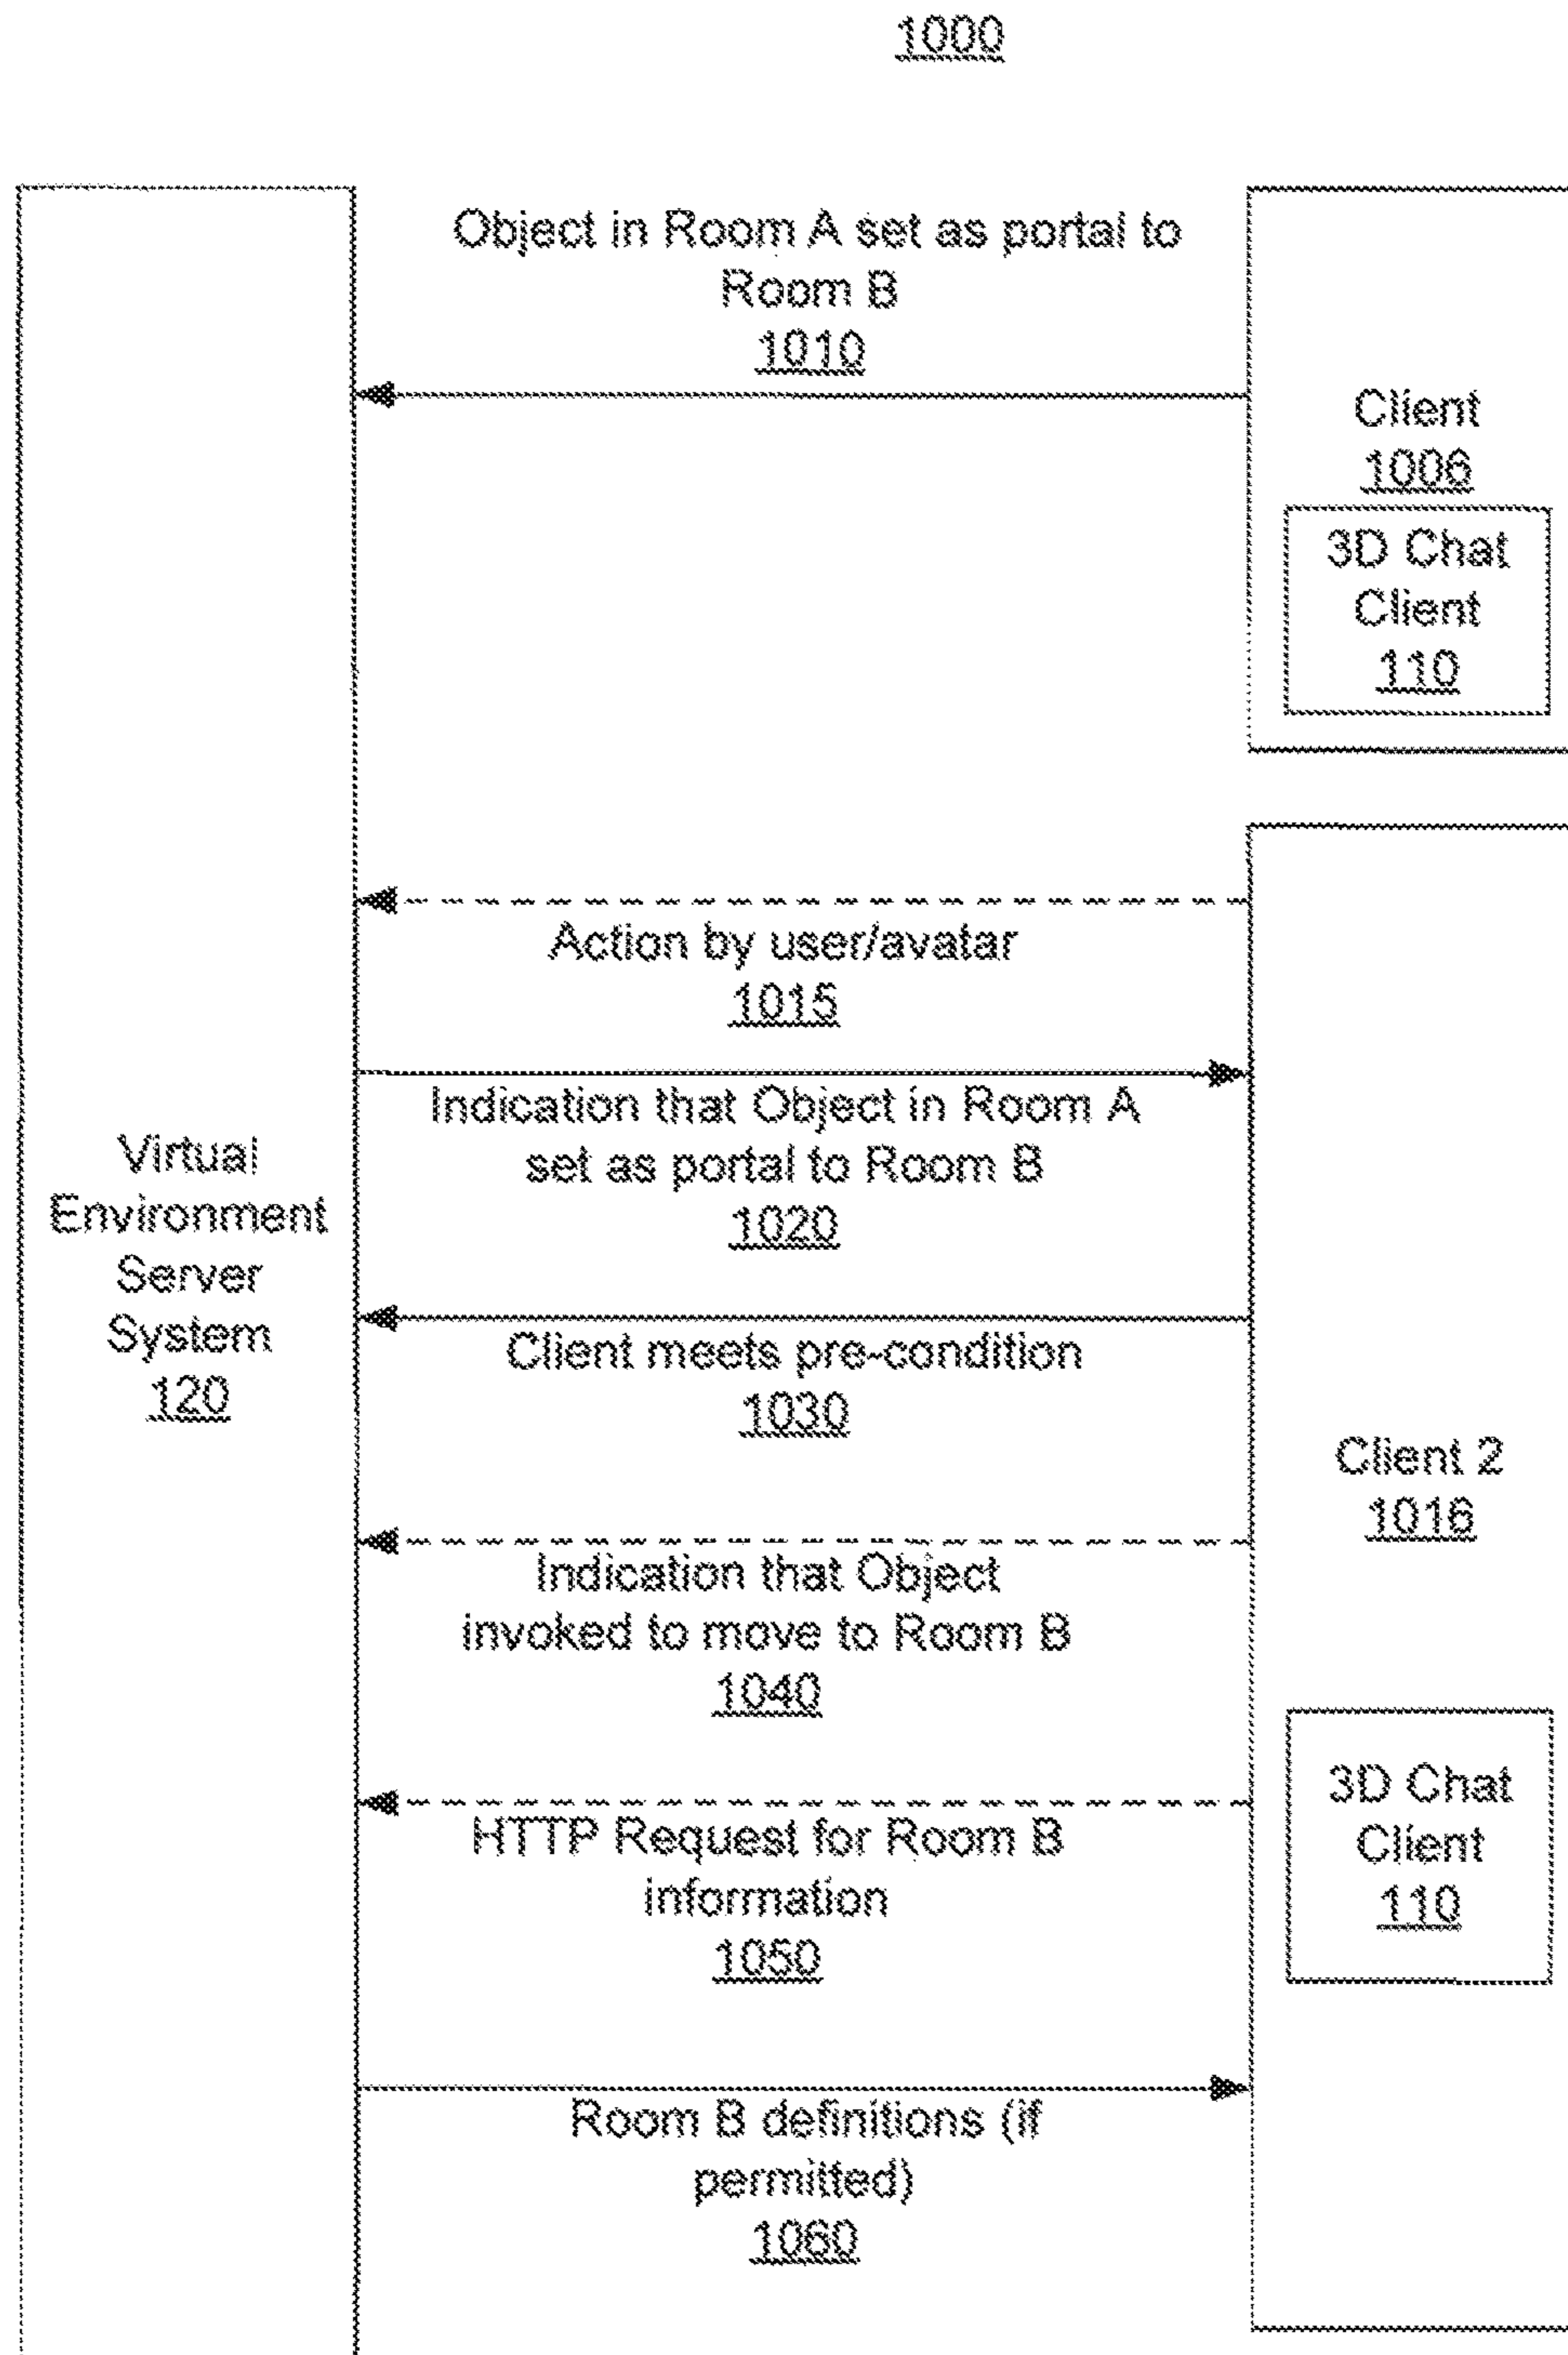 1000
Object in Room A set as portal to
Room B
1010
Client
1006
3D Chat
Client
110
Action by user/avatar
1015
Indication that Object in Room A
set as portal to Room B
1020
Virtual
Environment
Server
System
120
Client meets pre-condition
1030
Client 2
1016
Indication that Object
invoked to move to Room B
1040
3D Chat
Client
110
HTTP Request for Room B
information
1050
Room B definitions (if
permitted)
1060